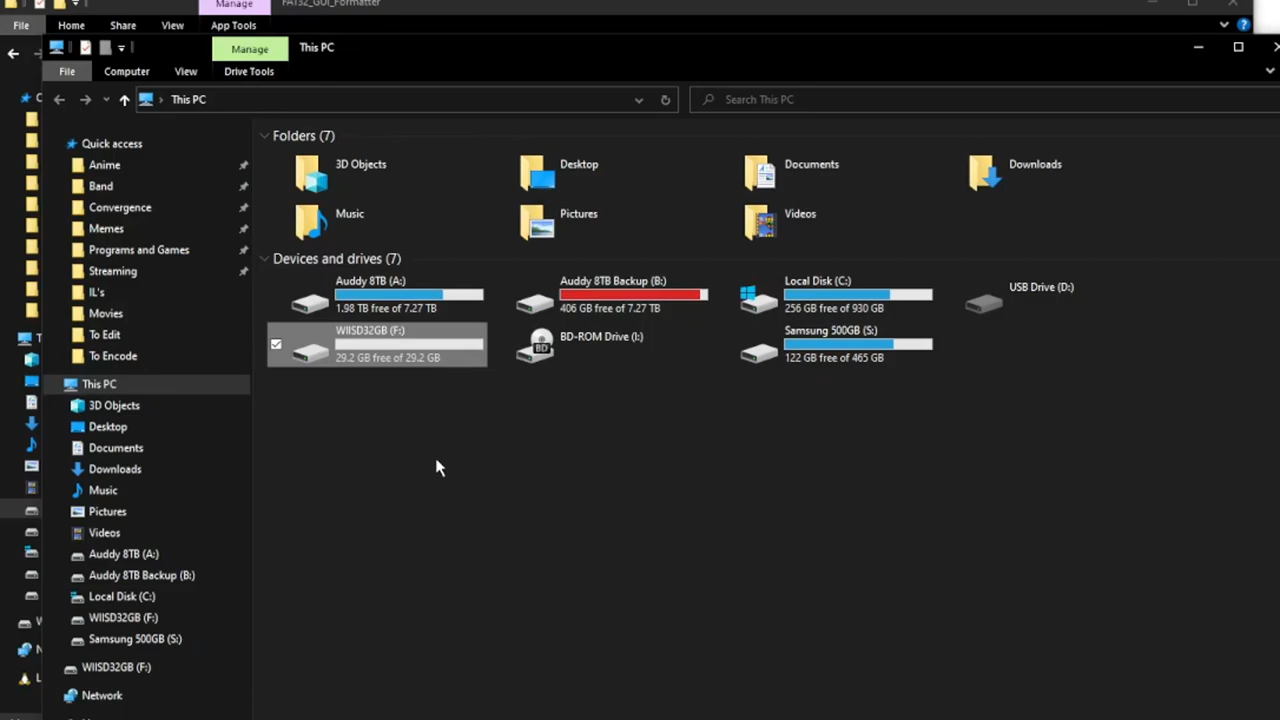 Manage
FAT32_GUI_Formatter
File
Home
Share
View
App Tools
Manage
This PC
File
Computer
View
Drive Tools
This PC
Search This PC
Quick access
Anime
Band
Convergence
Memes
Programs and Games
Streaming
IL's
Movies
To Edit
To Encode
This PC
3D Objects
Desktop
Documents
Downloads
Music
Pictures
Videos
Auddy 8TB (A:)
Auddy 8TB Backup (B:)
Local Disk (C:)
WIISD32GB (F:)
Samsung 500GB (S:)
WIISD32GB (F:)
Network
Folders (7)
3D Objects
Desktop
Documents
Downloads
Music
Pictures
Videos
Devices and drives (7)
Auddy 8TB (A:)
1.98 TB free of 7.27 TB
Auddy 8TB Backup (B:)
406 GB free of 7.27 TB
Local Disk (C:)
256 GB free of 930 GB
USB Drive (D:)
WIISD32GB (F:)
29.2 GB free of 29.2 GB
BD
BD-ROM Drive (I:)
Samsung 500GB (S:)
122 GB free of 465 GB